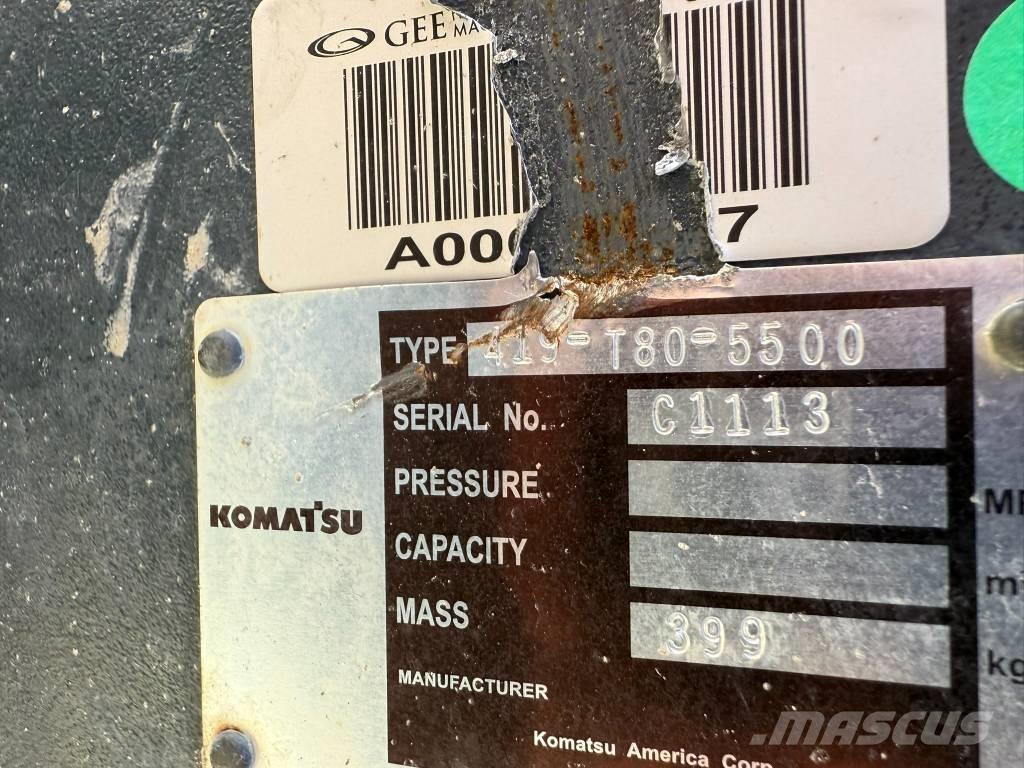 GEE
MA
A00
7
TYPE 419-T80-5500
SERIAL No. C1113
PRESSURE
CAPACITY
MASS 399 kg
KOMATSU
MANUFACTURER
Komatsu America Corp
MASCUS